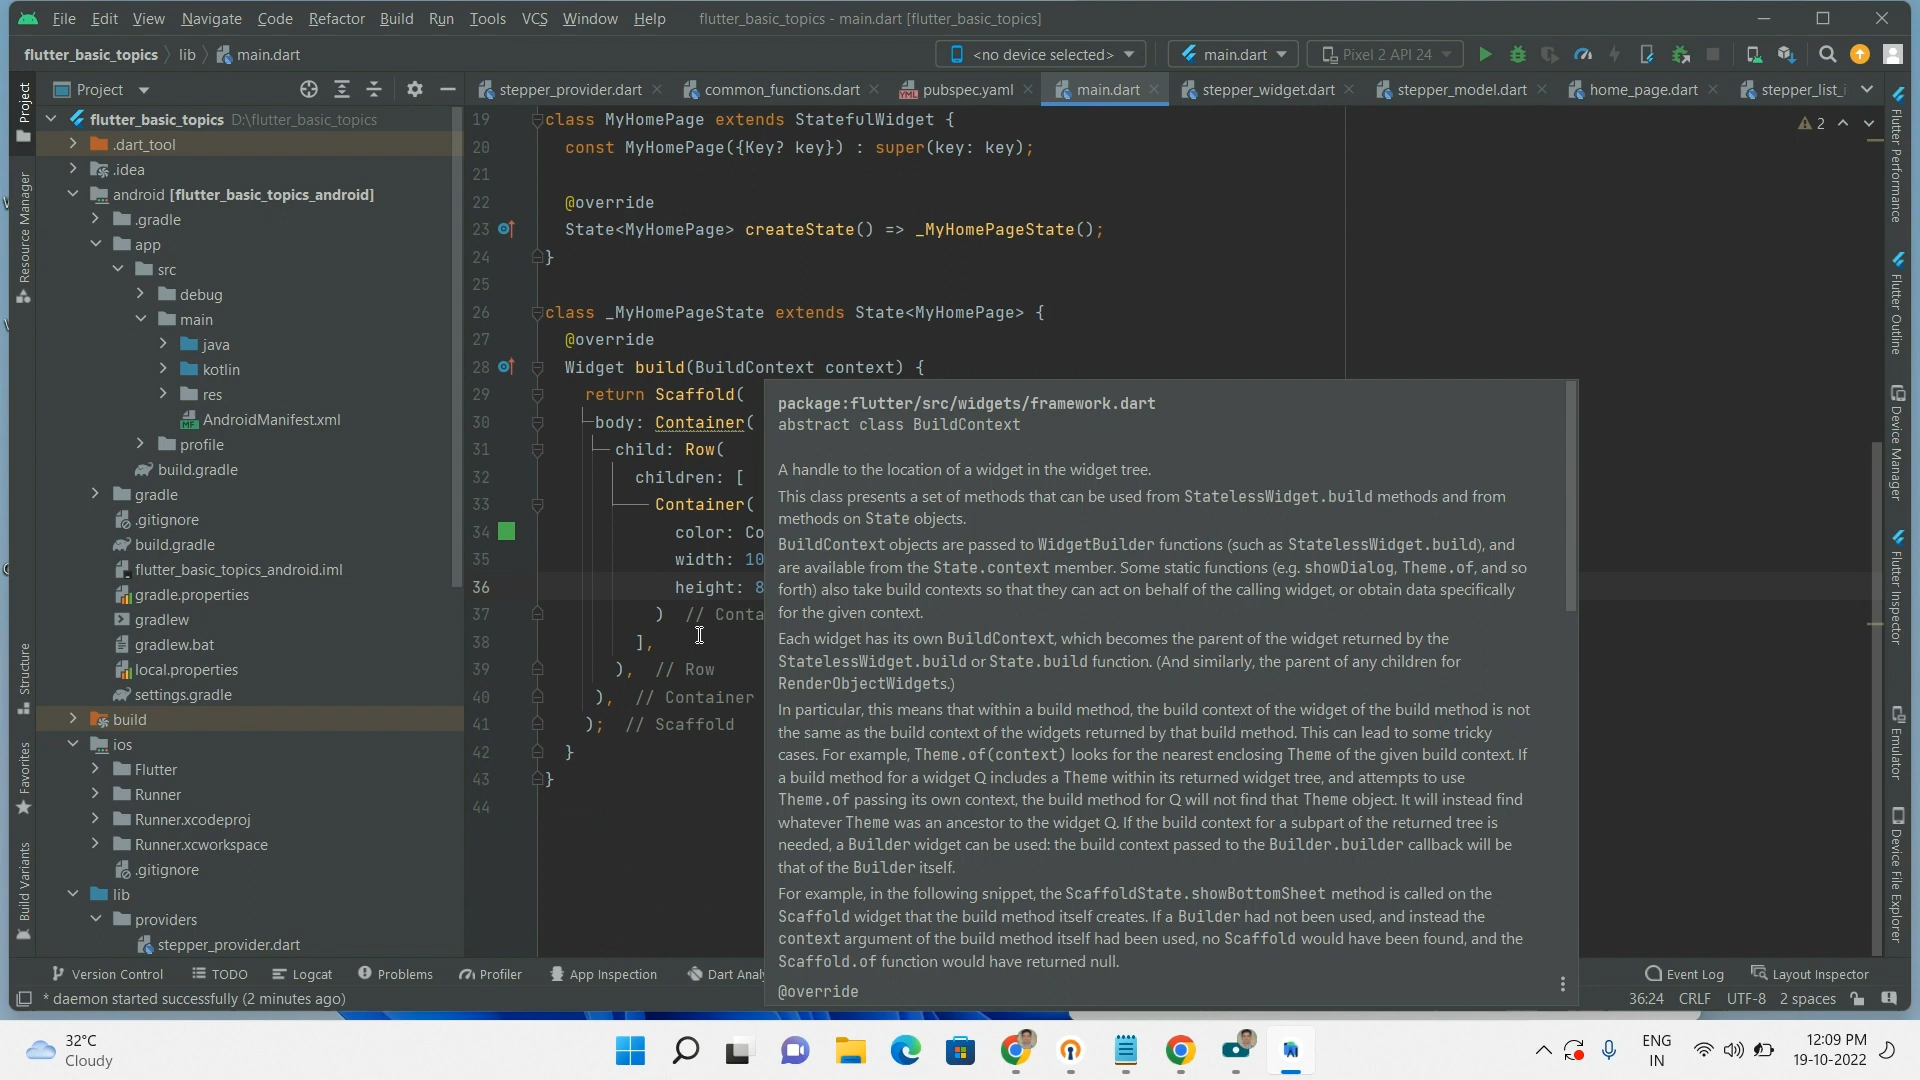 File Edit View Navigate Code Refactor Build Run Tools VCS Window Help flutter_basic_topics - main.dart [flutter_basic_topics]
flutter_basic_topics lib main.dart <no device selected> main.dart Pixel 2 API 24
Project stepper_provider.dart common_functions.dart pubspec.yaml main.dart stepper_widget.dart stepper_model.dart home_page.dart stepper_list_i
flutter_basic_topics D:\flutter_basic_topics
.dart_tool
.idea
android [flutter_basic_topics_android]
.gradle
app
src
debug
main
java
kotlin
res
AndroidManifest.xml
profile
build.gradle
gradle
.gitignore
build.gradle
flutter_basic_topics_android.iml
gradle.properties
gradlew
gradlew.bat
local.properties
settings.gradle
build
ios
Flutter
Runner
Runner.xcodeproj
Runner.xcworkspace
.gitignore
lib
providers
stepper_provider.dart
Project
Resource Manager
Structure
Favorites
Build Variants
19 class MyHomePage extends StatefulWidget {
20 const MyHomePage({Key? key}) : super(key: key);
21
22 @override
23 State<MyHomePage> createState() => _MyHomePageState();
24 }
25
26 class _MyHomePageState extends State<MyHomePage> {
27 @override
28 Widget build(BuildContext context) {
29 return Scaffold(
30 body: Container(
31 child: Row(
32 children: [
33 Container(
34 color: Co
35 width: 10
36 height: 8
37 ) // Conta
38 ],
39 ), // Row
40 ), // Container
41 ); // Scaffold
42 }
43 }
44
2
package:flutter/src/widgets/framework.dart
abstract class BuildContext
A handle to the location of a widget in the widget tree.
This class presents a set of methods that can be used from StatelessWidget.build methods and from
methods on State objects.
BuildContext objects are passed to WidgetBuilder functions (such as StatelessWidget.build), and
are available from the State.context member. Some static functions (e.g. showDialog, Theme.of, and so
forth) also take build contexts so that they can act on behalf of the calling widget, or obtain data specifically
for the given context.
Each widget has its own BuildContext, which becomes the parent of the widget returned by the
StatelessWidget.build or State.build function. (And similarly, the parent of any children for
RenderObjectWidgets.)
In particular, this means that within a build method, the build context of the widget of the build method is not
the same as the build context of the widgets returned by that build method. This can lead to some tricky
cases. For example, Theme.of(context) looks for the nearest enclosing Theme of the given build context. If
a build method for a widget Q includes a Theme within its returned widget tree, and attempts to use
Theme.of passing its own context, the build method for Q will not find that Theme object. It will instead find
whatever Theme was an ancestor to the widget Q. If the build context for a subpart of the returned tree is
needed, a Builder widget can be used: the build context passed to the Builder.builder callback will be
that of the Builder itself.
For example, in the following snippet, the ScaffoldState.showBottomSheet method is called on the
Scaffold widget that the build method itself creates. If a Builder had not been used, and instead the
context argument of the build method itself had been used, no Scaffold would have been found, and the
Scaffold.of function would have returned null.
@override
Flutter Performance
Flutter Outline
Device Manager
Flutter Inspector
Emulator
Device File Explorer
Version Control TODO Logcat Problems Profiler App Inspection Dart Analy Event Log Layout Inspector
* daemon started successfully (2 minutes ago) 36:24 CRLF UTF-8 2 spaces
32°C
Cloudy
ENG
IN
12:09 PM
19-10-2022